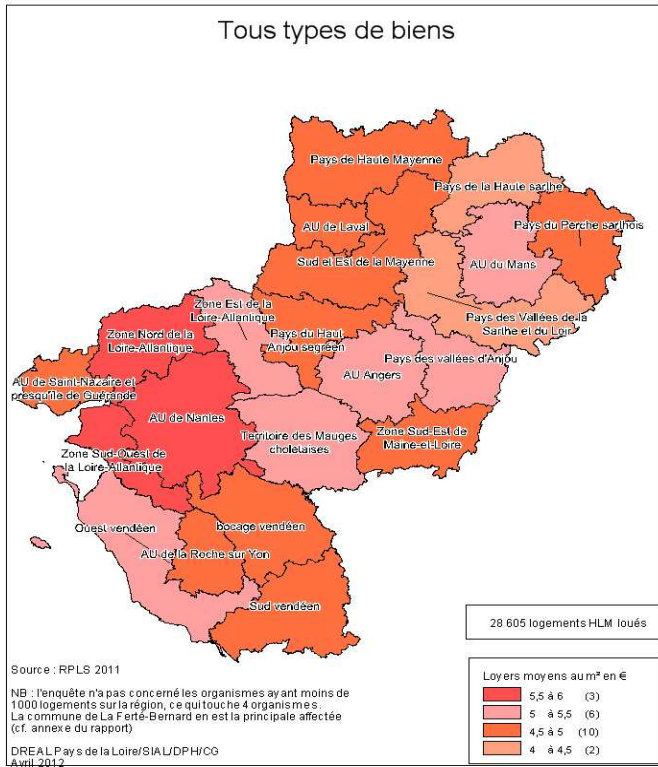 Tous types de biens
Pays de Haute Mayenne
Pays de la Haute sarthe
AU de Laval
Pays du Perche sarthois
Sud et Est de la Mayenne
AU du Mans
Zone Est de la
Loire-Atlantique
Pays des Vallées de la
Sarthe et du Loir
Zone Nord de la
Loire-Atlantique
Pays du Haut
Anjou segréen
Pays des vallées d'Anjou
AU Angers
AU de Saint-Nazaire et
presqu'île de Guérande
AU de Nantes
Zone Sud-Est de
Maine-et-Loire
Territoire des Mauges
choletaises
Zone Sud-Ouest de
la Loire-Atlantique
Ouest vendéen
bocage vendéen
AU de la Roche sur Yon
Sud vendéen
28 605 logements HLM loués
Source : RPLS 2011
NB : l'enquête n'a pas concerné les organismes ayant moins de
1000 logements sur la région, ce qui touche 4 organismes.
La commune de La Ferté-Bernard en est la principale affectée
(cf. annexe du rapport)
DREAL Pays de la Loire/SIAL/DPH/CG
Avril 2012
Loyers moyens au m² en €
5,5 à 6 (3)
5 à 5,5 (6)
4,5 à 5 (10)
4 à 4,5 (2)